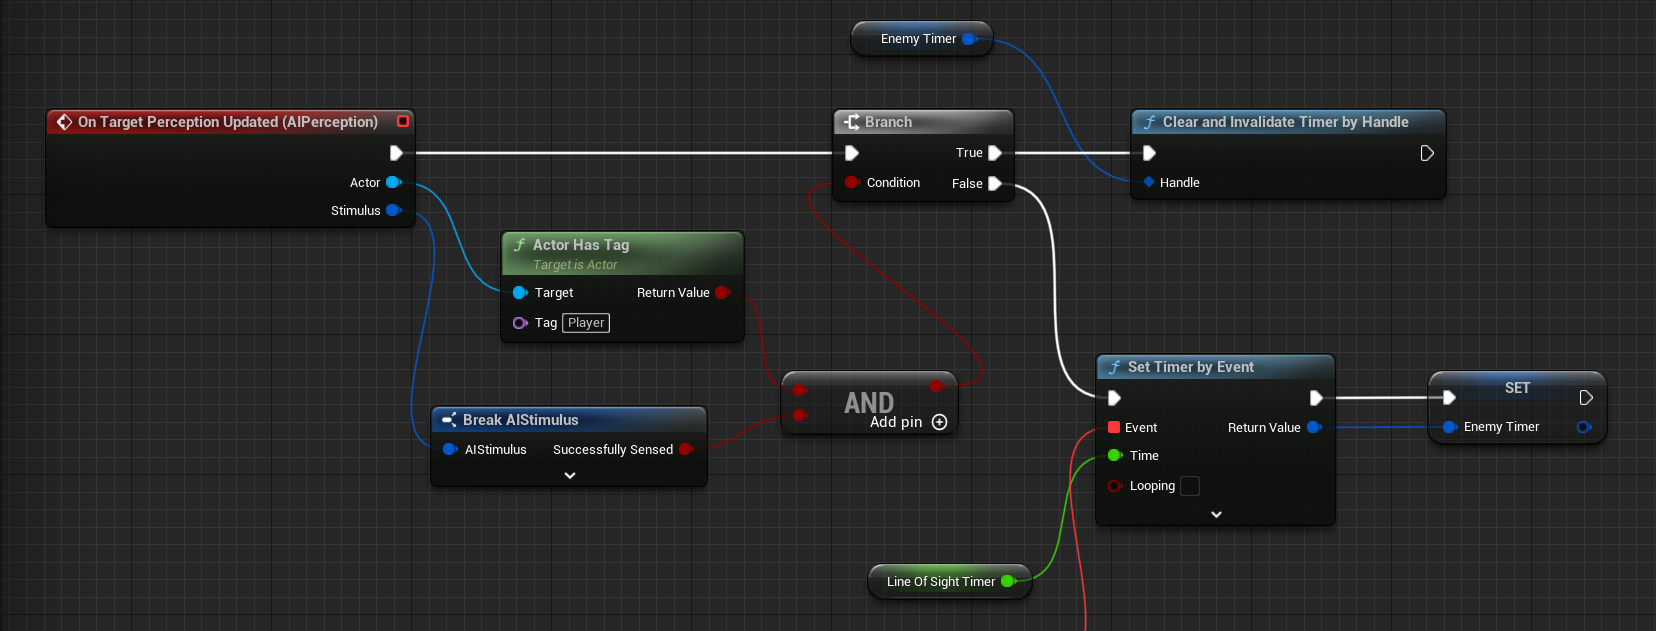 Enemy Timer
On Target Perception Updated (AIPerception)
Actor
Stimulus
Branch
True
Condition
False
Clear and Invalidate Timer by Handle
Handle
Actor Has Tag
Target is Actor
Target
Return Value
Tag Player
Break AIStimulus
AIStimulus
Successfully Sensed
AND
Add pin
Set Timer by Event
Event
Return Value
Time
Looping
SET
Enemy Timer
Line Of Sight Timer